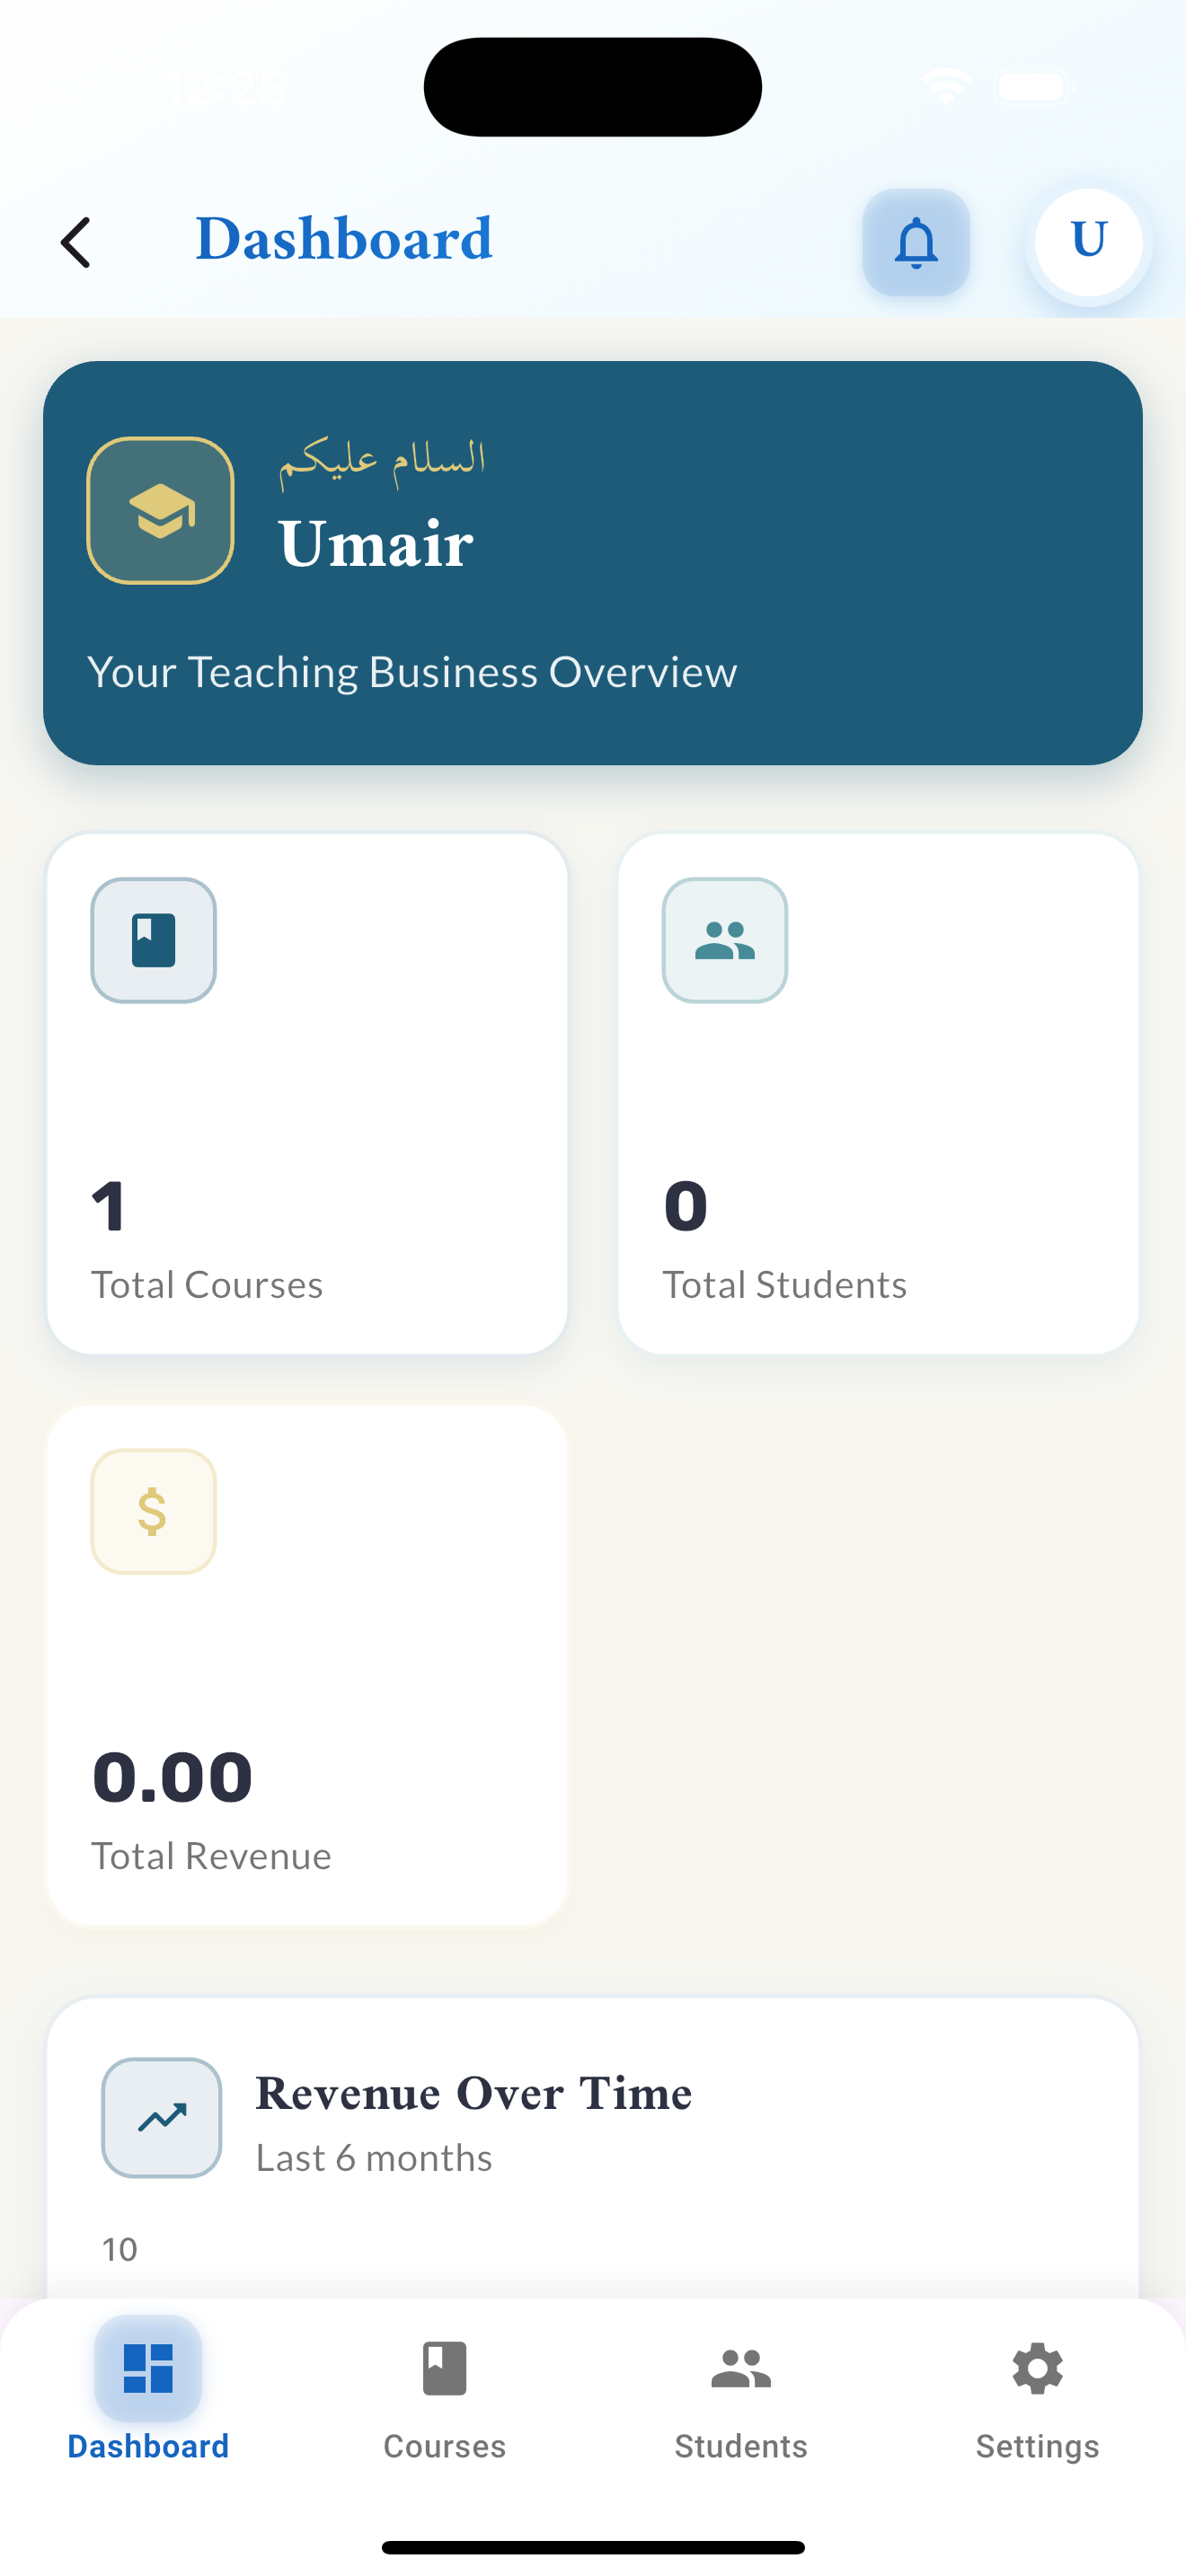 12:25
Dashboard
U
السلام عليكم
Umair
Your Teaching Business Overview
1
Total Courses
0
Total Students
$
0.00
Total Revenue
Revenue Over Time
Last 6 months
10
Dashboard
Courses
Students
Settings